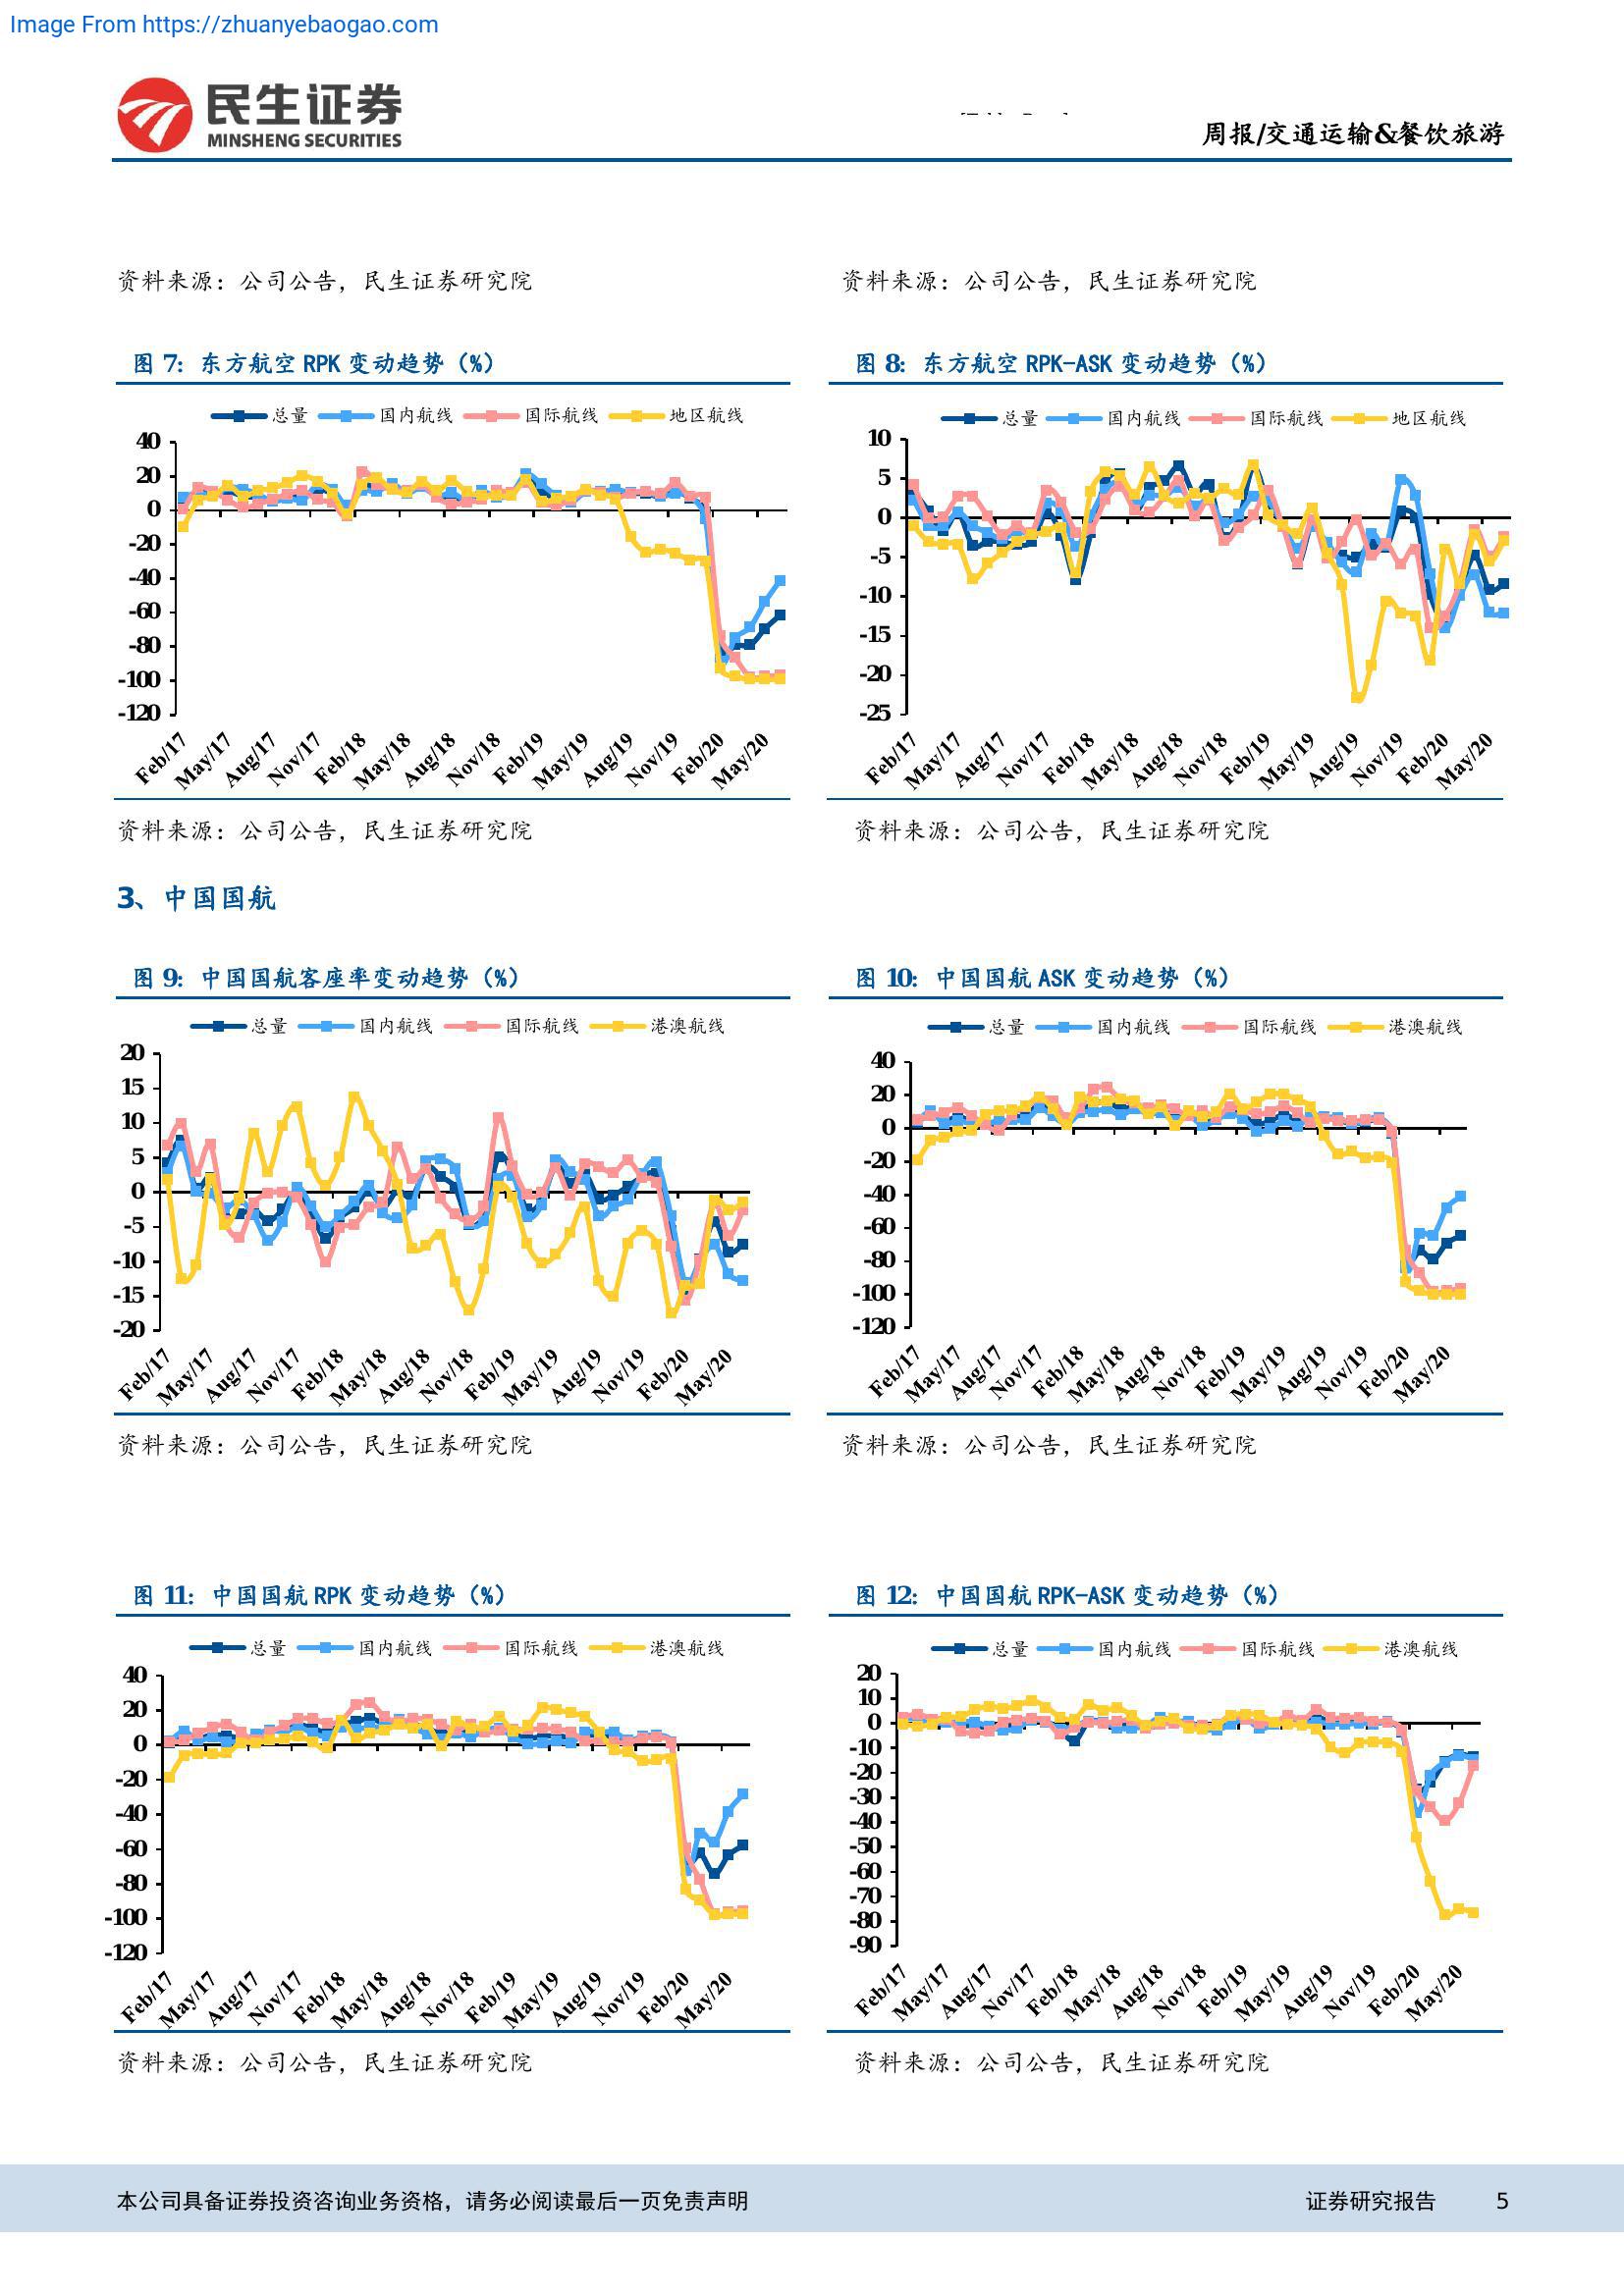 Image From https://zhuanyebaogao.com
民生证券
MINSHENG SECURITIES
周报/交通运输&餐饮旅游
资料来源：公司公告，民生证券研究院
资料来源：公司公告，民生证券研究院
图 7：东方航空 RPK 变动趋势（%）
总量 国内航线 国际航线 地区航线
40
20
0
-20
-40
-60
-80
-100
-120
Feb/17 May/17 Aug/17 Nov/17 Feb/18 May/18 Aug/18 Nov/18 Feb/19 May/19 Aug/19 Nov/19 Feb/20 May/20
资料来源：公司公告，民生证券研究院
图 8：东方航空 RPK-ASK 变动趋势（%）
总量 国内航线 国际航线 地区航线
10
5
0
-5
-10
-15
-20
-25
Feb/17 May/17 Aug/17 Nov/17 Feb/18 May/18 Aug/18 Nov/18 Feb/19 May/19 Aug/19 Nov/19 Feb/20 May/20
资料来源：公司公告，民生证券研究院
3、中国国航
图 9：中国国航客座率变动趋势（%）
总量 国内航线 国际航线 港澳航线
20
15
10
5
0
-5
-10
-15
-20
Feb/17 May/17 Aug/17 Nov/17 Feb/18 May/18 Aug/18 Nov/18 Feb/19 May/19 Aug/19 Nov/19 Feb/20 May/20
资料来源：公司公告，民生证券研究院
图 10：中国国航 ASK 变动趋势（%）
总量 国内航线 国际航线 港澳航线
40
20
0
-20
-40
-60
-80
-100
-120
Feb/17 May/17 Aug/17 Nov/17 Feb/18 May/18 Aug/18 Nov/18 Feb/19 May/19 Aug/19 Nov/19 Feb/20 May/20
资料来源：公司公告，民生证券研究院
图 11：中国国航 RPK 变动趋势（%）
总量 国内航线 国际航线 港澳航线
40
20
0
-20
-40
-60
-80
-100
-120
Feb/17 May/17 Aug/17 Nov/17 Feb/18 May/18 Aug/18 Nov/18 Feb/19 May/19 Aug/19 Nov/19 Feb/20 May/20
资料来源：公司公告，民生证券研究院
图 12：中国国航 RPK-ASK 变动趋势（%）
总量 国内航线 国际航线 港澳航线
20
10
0
-10
-20
-30
-40
-50
-60
-70
-80
-90
Feb/17 May/17 Aug/17 Nov/17 Feb/18 May/18 Aug/18 Nov/18 Feb/19 May/19 Aug/19 Nov/19 Feb/20 May/20
资料来源：公司公告，民生证券研究院
本公司具备证券投资咨询业务资格，请务必阅读最后一页免责声明
证券研究报告 5